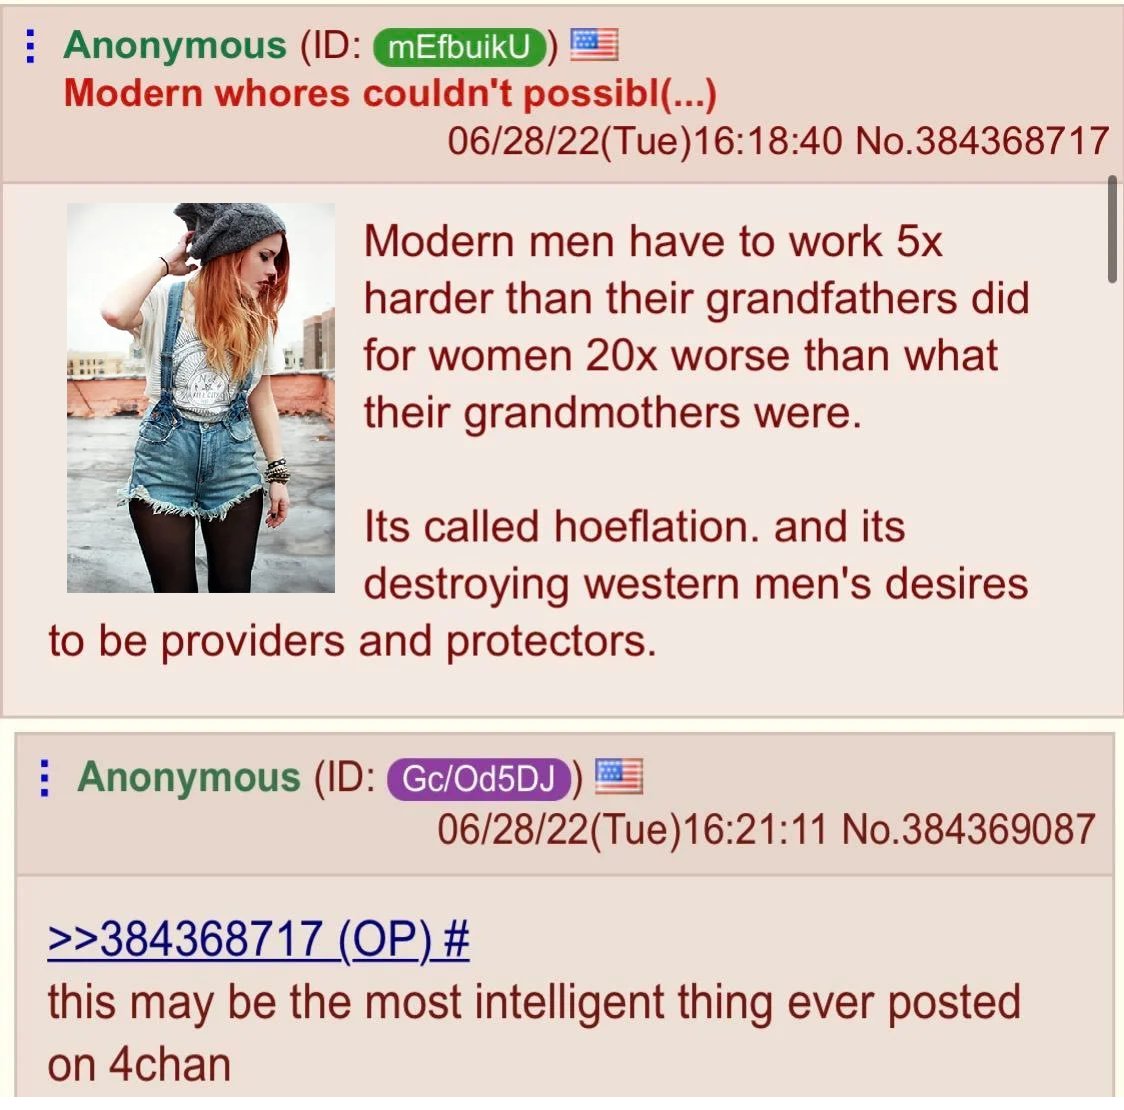 Anonymous (ID: mEfbuikU)
Modern whores couldn't possibl(...)
06/28/22(Tue)16:18:40 No.384368717
Modern men have to work 5x
harder than their grandfathers did
for women 20x worse than what
their grandmothers were.
Its called hoeflation. and its
destroying western men's desires
to be providers and protectors.
Anonymous (ID: Gc/Od5DJ)
06/28/22(Tue)16:21:11 No.384369087
>>384368717 (OP) #
this may be the most intelligent thing ever posted
on 4chan